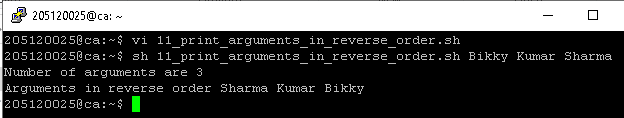 205120025@ca: ~
205120025@ca:~$ vi 11_print_arguments_in_reverse_order.sh
205120025@ca:~$ sh 11_print_arguments_in_reverse_order.sh Bikky Kumar Sharma
Number of arguments are 3
Arguments in reverse order Sharma Kumar Bikky
205120025@ca:~$